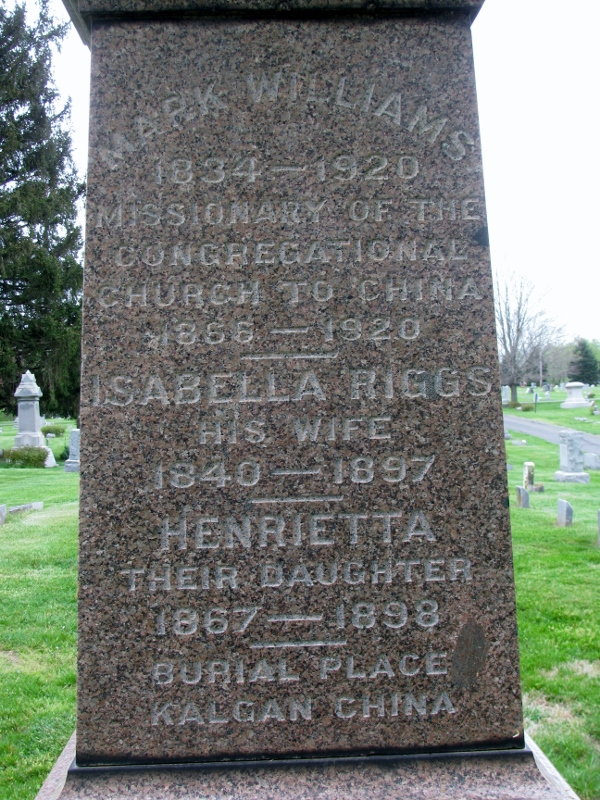 MARK WILLIAMS
1834 — 1920
MISSIONARY OF THE
CONGREGATIONAL
CHURCH TO CHINA
1866 — 1920
ISABELLA RIGGS
HIS WIFE
1840 — 1897
HENRIETTA
THEIR DAUGHTER
1867 — 1898
BURIAL PLACE
KALGAN CHINA